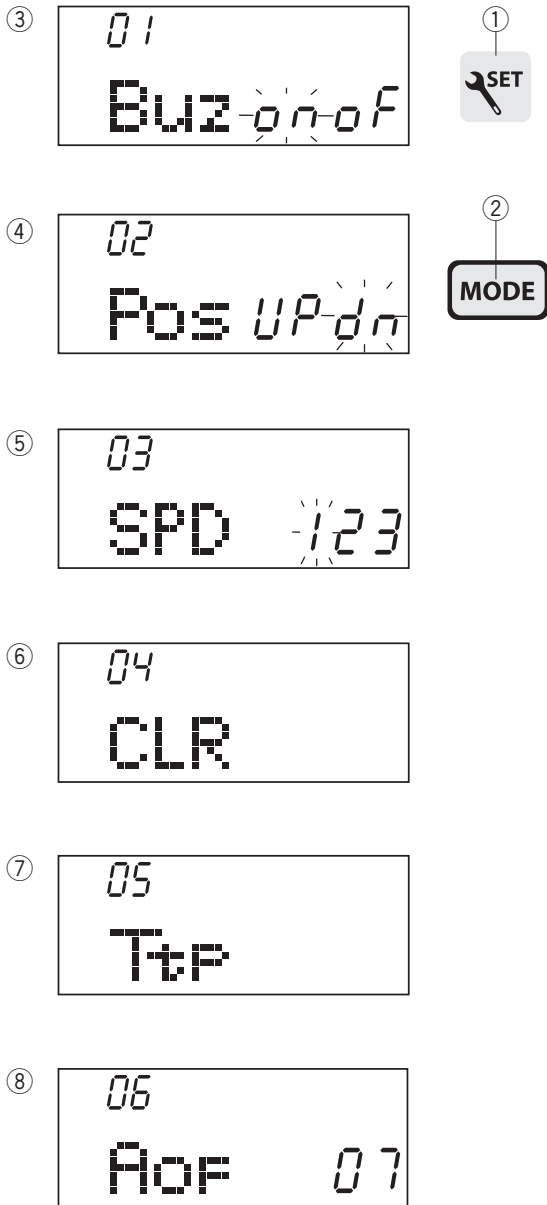 ③
01
Buz on oF
①
SET
④
02
Pos UP dn
②
MODE
⑤
03
SPD 123
⑥
04
CLR
⑦
05
Ttp
⑧
06
AoF 07